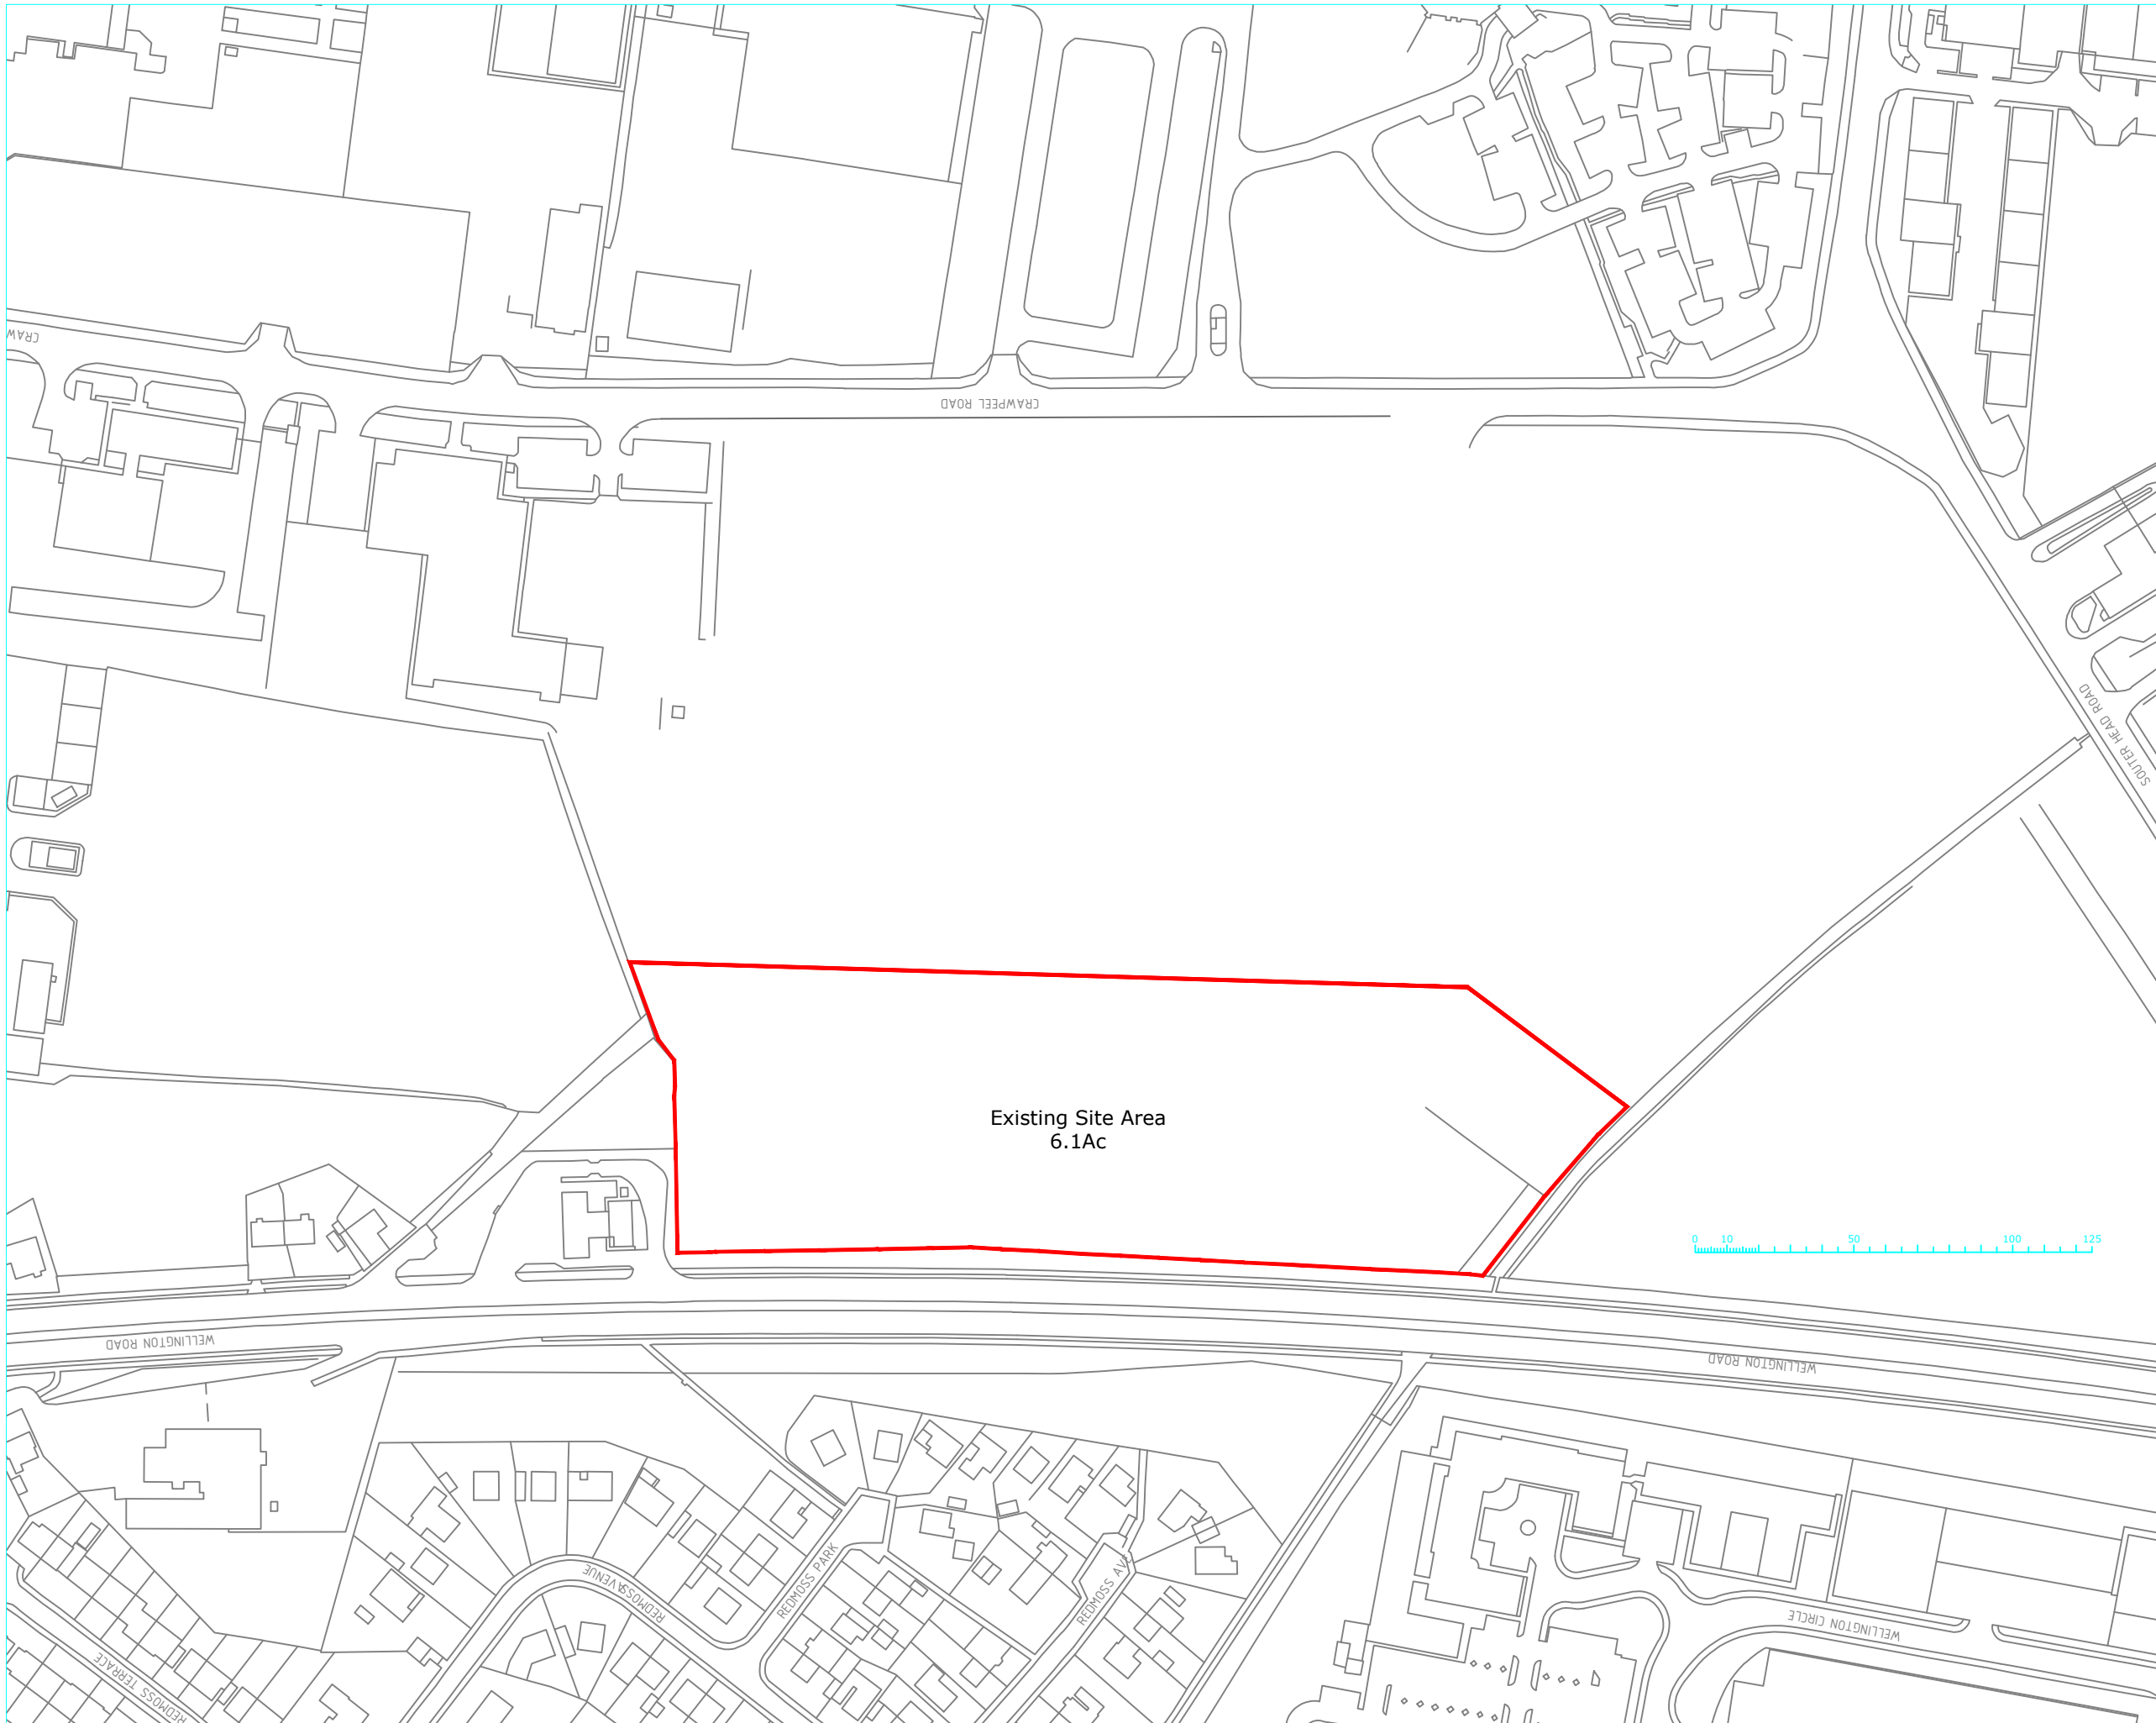 CRAW
CRAWPEEL ROAD
SOUTER HEAD ROAD
Existing Site Area
6.1Ac
0 10 50 100 125
WELLINGTON ROAD
WELLINGTON ROAD
REDMOSS AVENUE
REDMOSS PARK
REDMOSS AVE
WELLINGTON CIRCLE
REDMOSS TERRACE